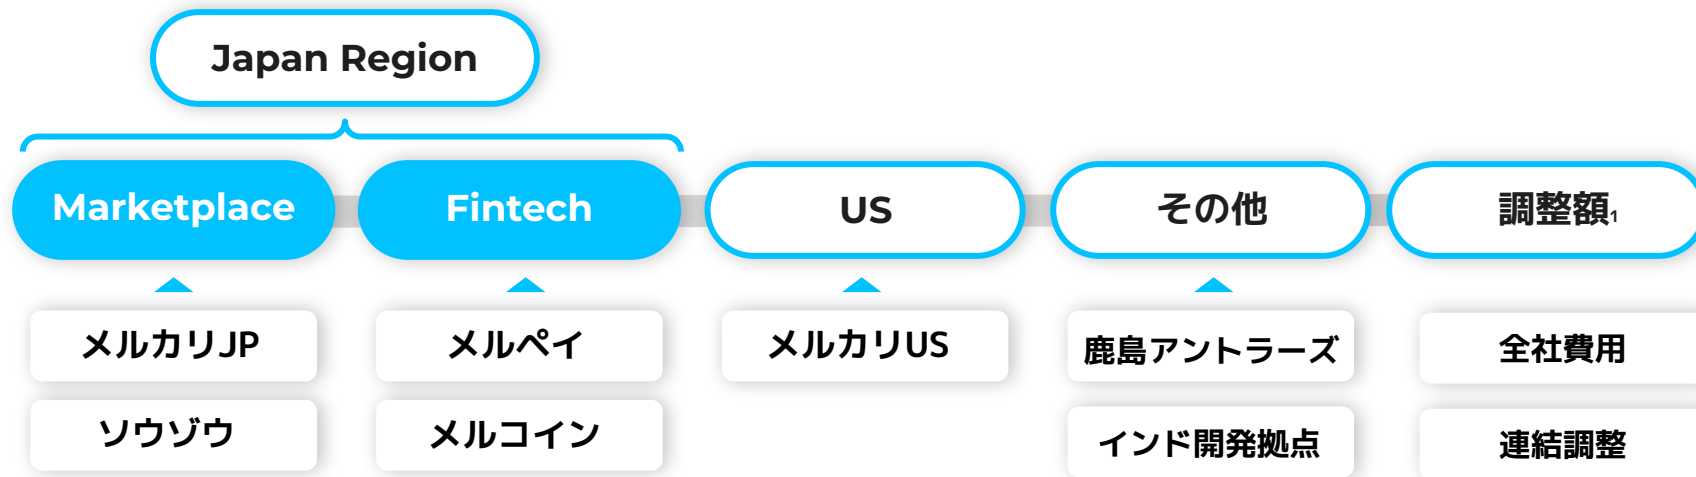 Japan Region
Marketplace
Fintech
US
その他
調整額1
メルカリJP
メルペイ
メルカリUS
鹿島アントラーズ
全社費用
ソウゾウ
メルコイン
インド開発拠点
連結調整